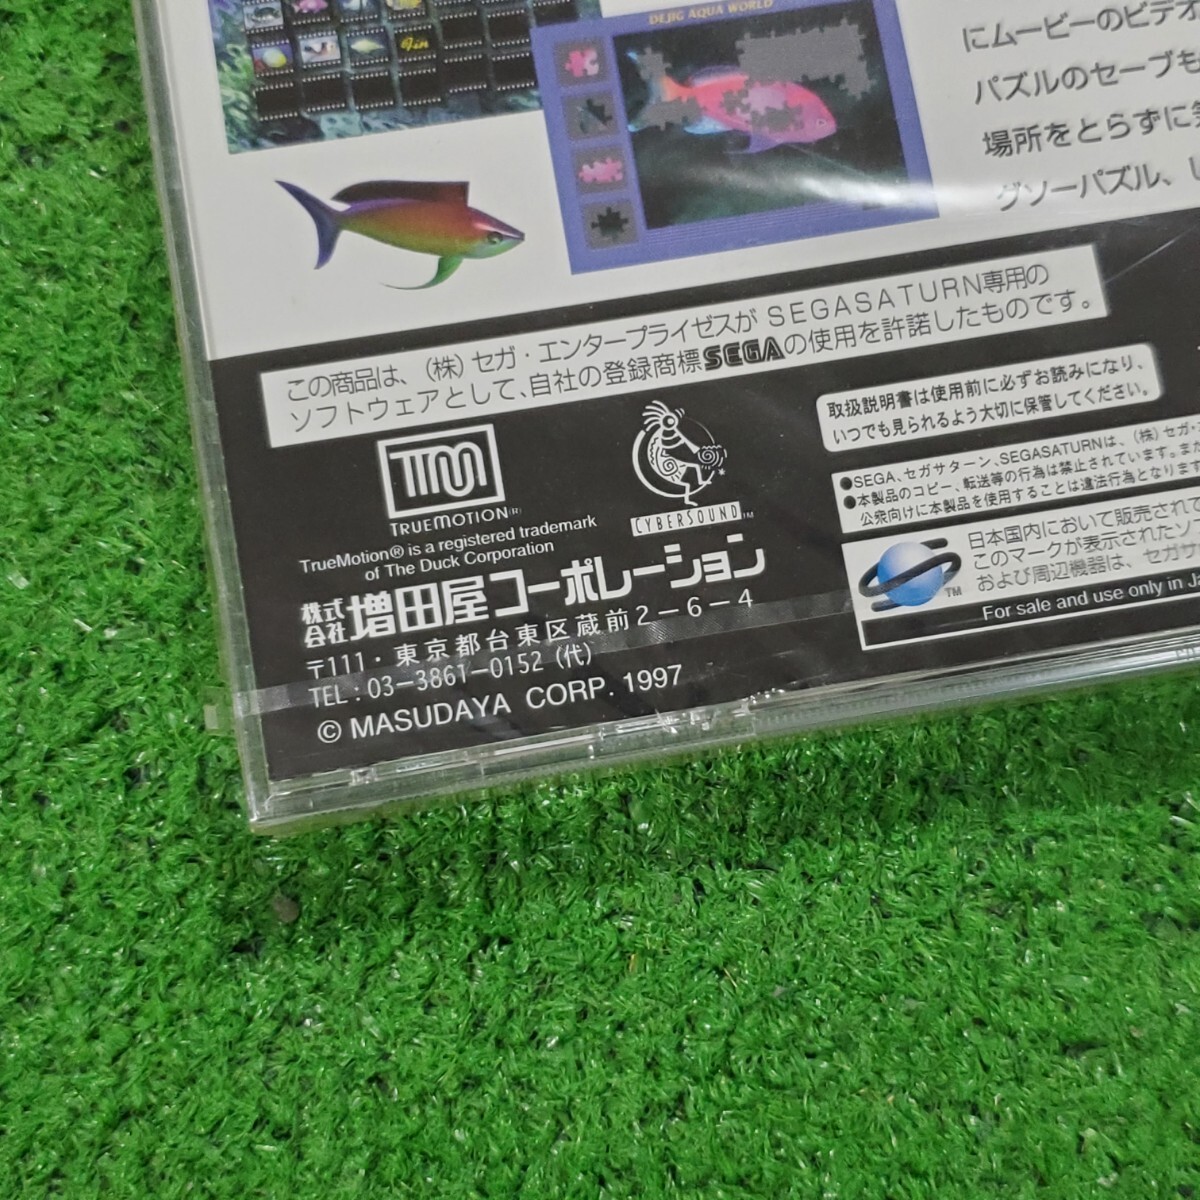 DEJIG AQUA WORLD
Fin
にムービーのビデオ
パズルのセーブも
場所をとらずに
グソーパズル、し
この商品は、(株)セガ・エンタープライゼスが SEGASATURN専用の
ソフトウェアとして、自社の登録商標SEGAの使用を許諾したものです。
取扱説明書は使用前に必ずお読みになり、
いつでも見られるよう大切に保管してください。
●SEGA、セガサターン、SEGASATURNは、(株)セガ・
●本製品のコピー、転送等の行為は禁止されています。また
公衆向けに本製品を使用することは違法行為となります
TM
TRUEMOTION(R)
CYBERSOUND™
TrueMotion® is a registered trademark
of The Duck Corporation
株式会社 増田屋コーポレーション
〒111・東京都台東区蔵前2-6-4
TEL:03-3861-0152(代)
© MASUDAYA CORP. 1997
日本国内において販売されて
このマークが表示されたソフ
および周辺機器は、セガサ
TM
For sale and use only in Ja